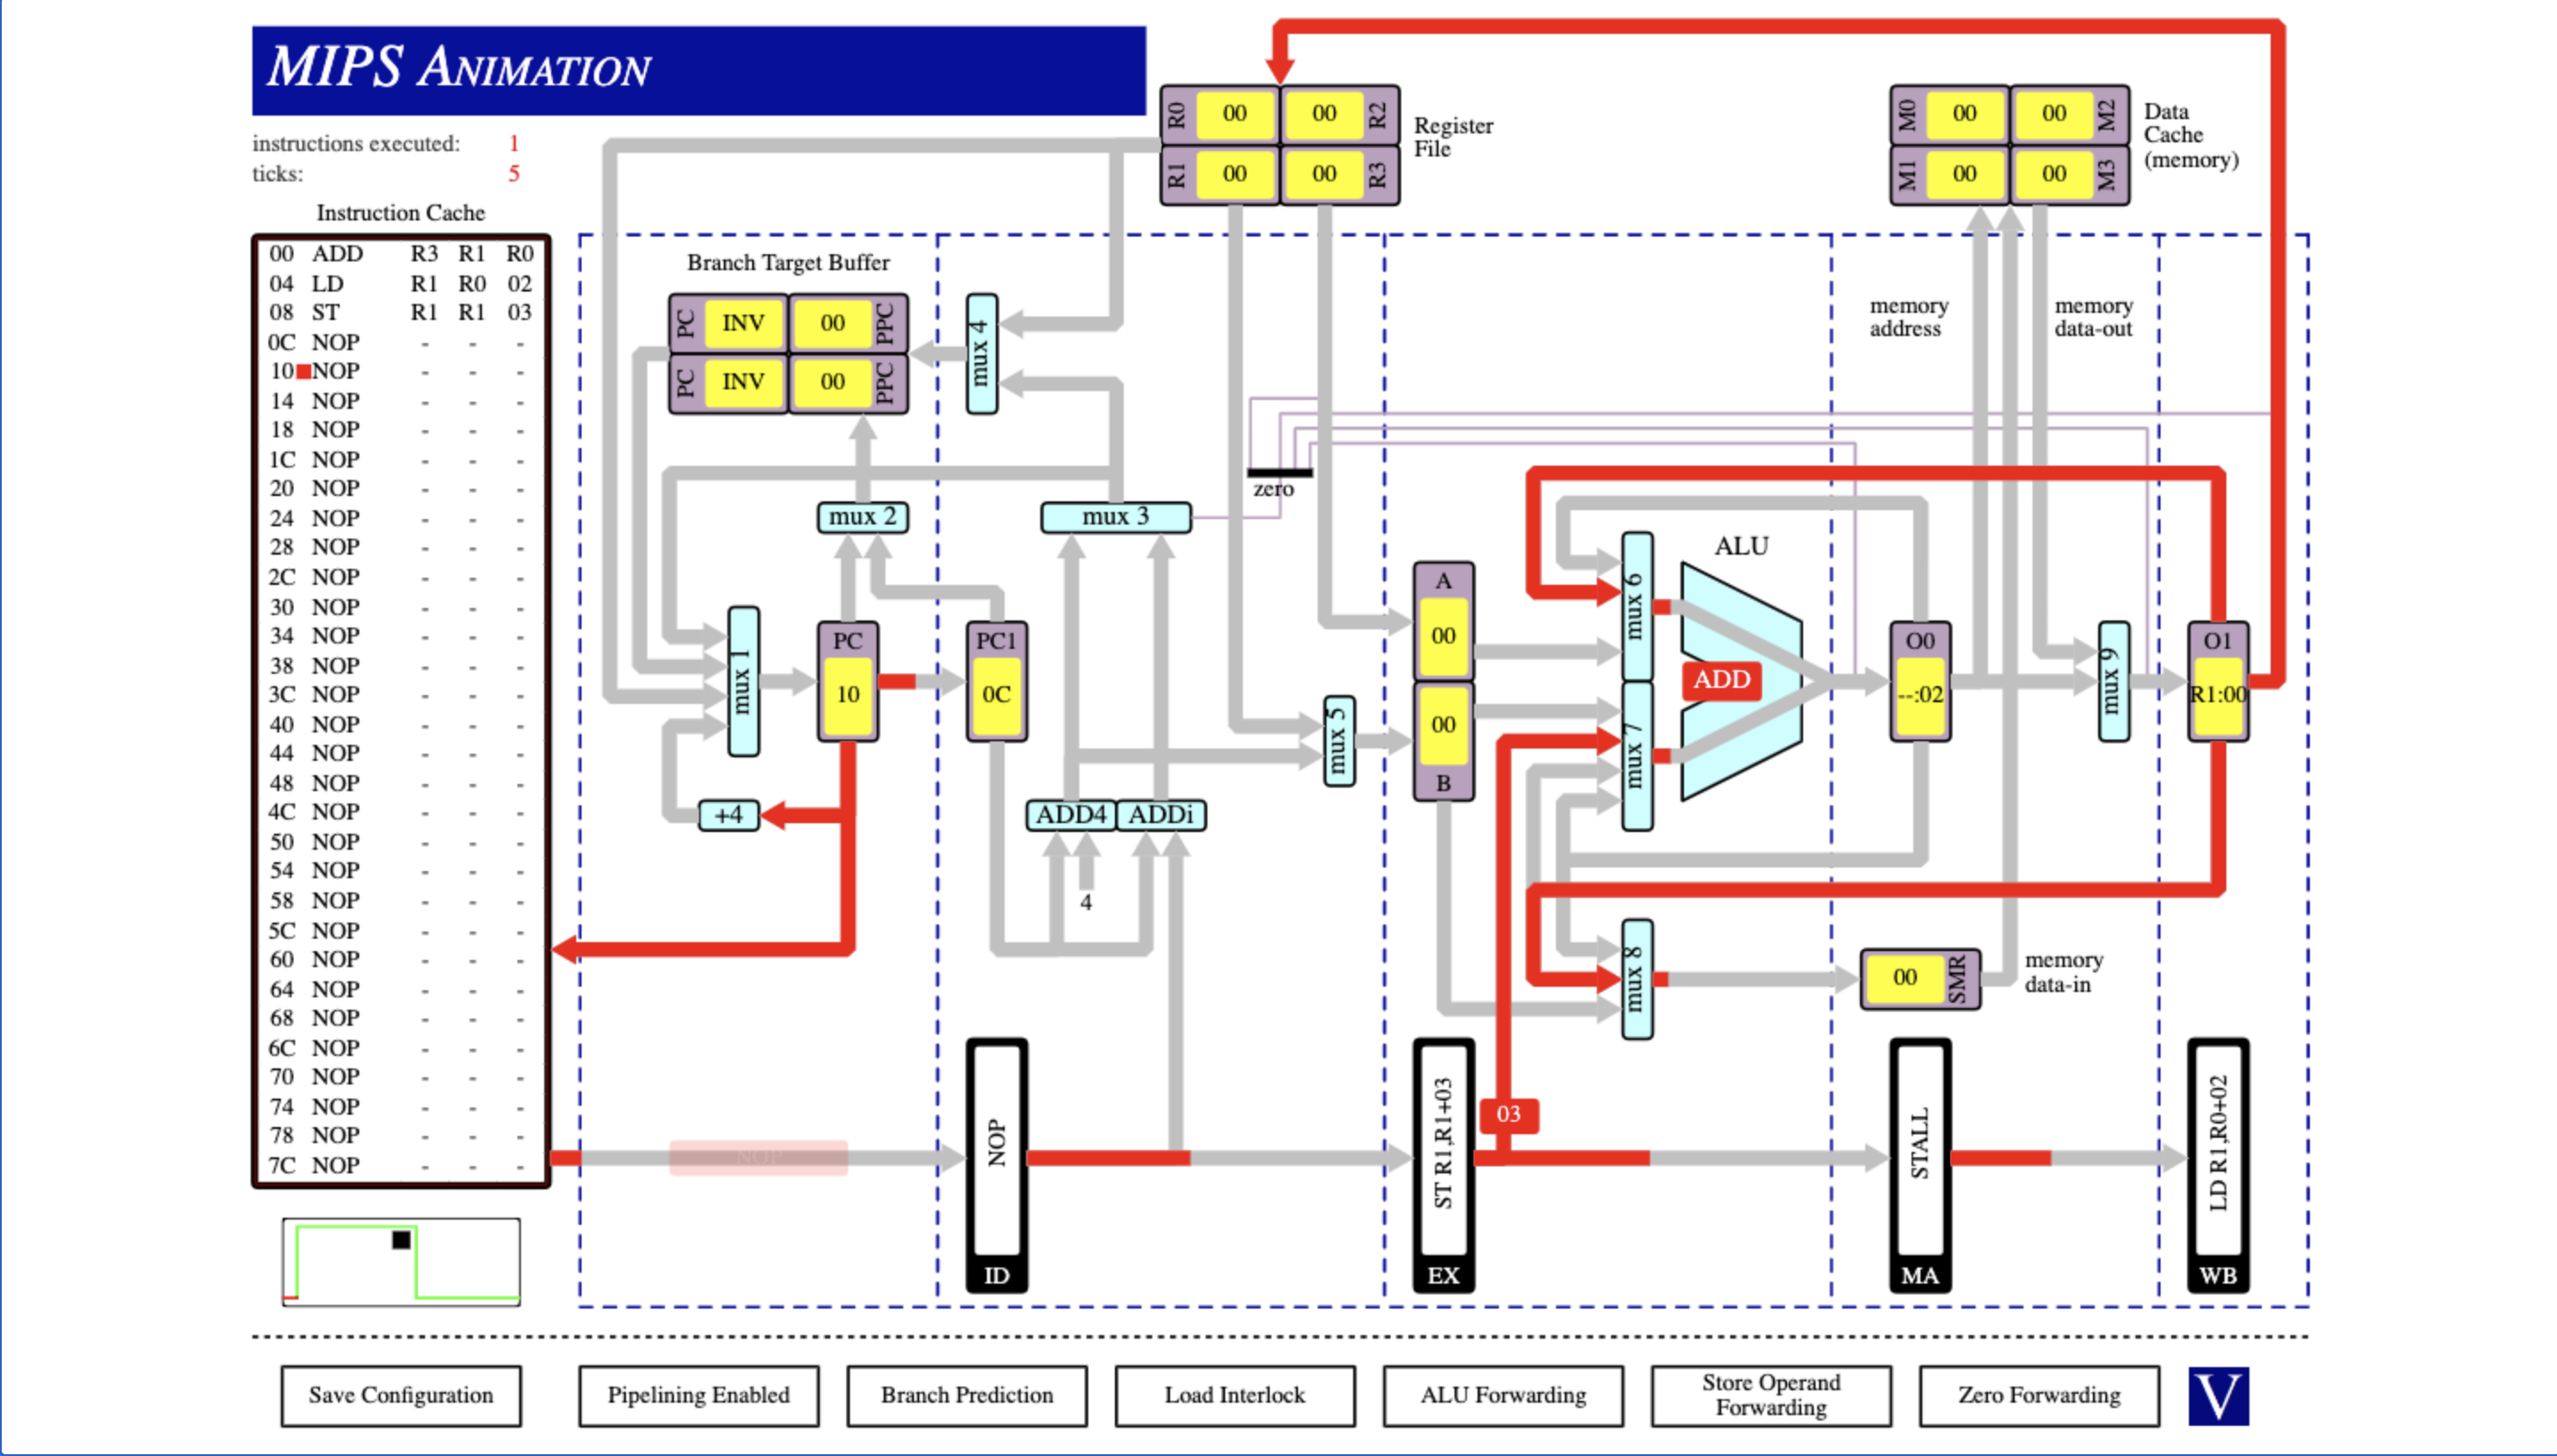 MIPS ANIMATION
instructions executed: 1
ticks: 5
Instruction Cache
00 ADD R3 R1 R0
04 LD R1 R0 02
08 ST R1 R1 03
0C NOP - - -
10 NOP - - -
14 NOP - - -
18 NOP - - -
1C NOP - - -
20 NOP - - -
24 NOP - - -
28 NOP - - -
2C NOP - - -
30 NOP - - -
34 NOP - - -
38 NOP - - -
3C NOP - - -
40 NOP - - -
44 NOP - - -
48 NOP - - -
4C NOP - - -
50 NOP - - -
54 NOP - - -
58 NOP - - -
5C NOP - - -
60 NOP - - -
64 NOP - - -
68 NOP - - -
6C NOP - - -
70 NOP - - -
74 NOP - - -
78 NOP - - -
7C NOP - - -
R0 00 00 R2
R1 00 00 R3
Register
File
M0 00 00 M2
M1 00 00 M3
Data
Cache
(memory)
Branch Target Buffer
PC INV 00 PPC
PC INV 00 PPC
mux 4
memory
address
memory
data-out
zero
mux 2
mux 3
mux 1
PC
10
PC1
0C
+4
ADD4
ADDi
4
mux 5
A
00
00
B
mux 6
mux 7
ALU
ADD
O0
--:02
mux 9
O1
R1:00
mux 8
00 SMR
memory
data-in
NOP
NOP
ID
ST R1,R1+03
EX
03
STALL
MA
LD R1,R0+02
WB
Save Configuration
Pipelining Enabled
Branch Prediction
Load Interlock
ALU Forwarding
Store Operand
Forwarding
Zero Forwarding
V